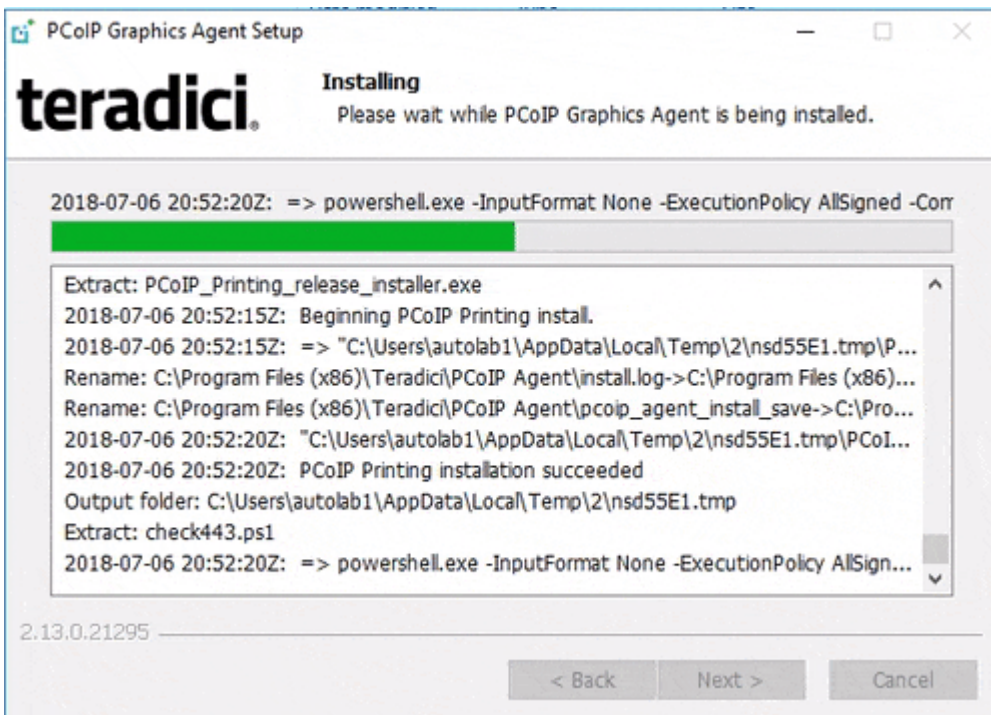 PCoIP Graphics Agent Setup
teradici.
Installing
Please wait while PCoIP Graphics Agent is being installed.
2018-07-06 20:52:20Z: => powershell.exe -InputFormat None -ExecutionPolicy AllSigned -Com
Extract: PCoIP_Printing_release_installer.exe
2018-07-06 20:52:15Z: Beginning PCoIP Printing install.
2018-07-06 20:52:15Z: => "C:\Users\autolab1\AppData\Local\Temp\2\nsd55E1.tmp\P...
Rename: C:\Program Files (x86)\Teradici\PCoIP Agent\install.log->C:\Program Files (x86)...
Rename: C:\Program Files (x86)\Teradici\PCoIP Agent\pcoip_agent_install_save->C:\Pro...
2018-07-06 20:52:20Z: "C:\Users\autolab1\AppData\Local\Temp\2\nsd55E1.tmp\PCoI...
2018-07-06 20:52:20Z: PCoIP Printing installation succeeded
Output folder: C:\Users\autolab1\AppData\Local\Temp\2\nsd55E1.tmp
Extract: check443.ps1
2018-07-06 20:52:20Z: => powershell.exe -InputFormat None -ExecutionPolicy AllSign...
2.13.0.21295
< Back
Next >
Cancel